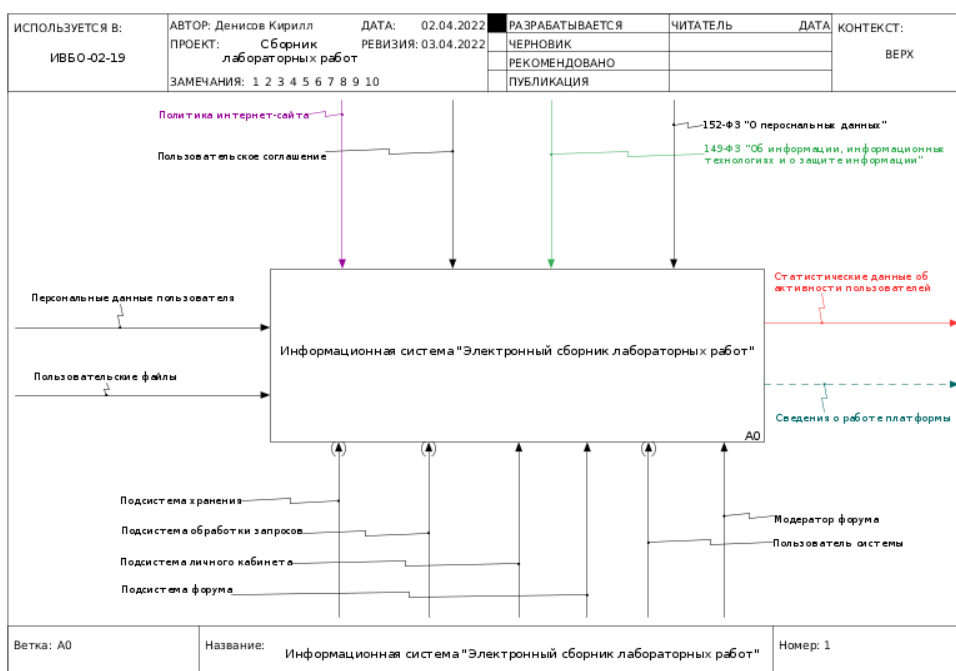 ИСПОЛЬЗУЕТСЯ В:
ИВБО-02-19
АВТОР: Денисов Кирилл
ДАТА: 02.04.2022
ПРОЕКТ: Сборник
лабораторных работ
РЕВИЗИЯ: 03.04.2022
ЗАМЕЧАНИЯ: 1 2 3 4 5 6 7 8 9 10
РАЗРАБАТЫВАЕТСЯ
ЧЕРНОВИК
РЕКОМЕНДОВАНО
ПУБЛИКАЦИЯ
ЧИТАТЕЛЬ
ДАТА
КОНТЕКСТ:
ВЕРХ
Политика интернет-сайта
Пользовательское соглашение
152-ФЗ "О перосналъных данных"
149-ФЗ "Об информации, информационных
технологиях и о защите информации"
Персональные данные пользователя
Пользовательские файлы
Информационная система "Электронный сборник лабораторных работ"
A0
Статистические данные об
активности пользователей
Сведения о работе платформы
Подсистема хранения
Подсистема обработки запросов
Подсистема личного кабинета
Подсистема форума
Модератор форума
Пользователь системы
Ветка: A0
Название:
Информационная система "Электронный сборник лабораторных работ"
Номер: 1